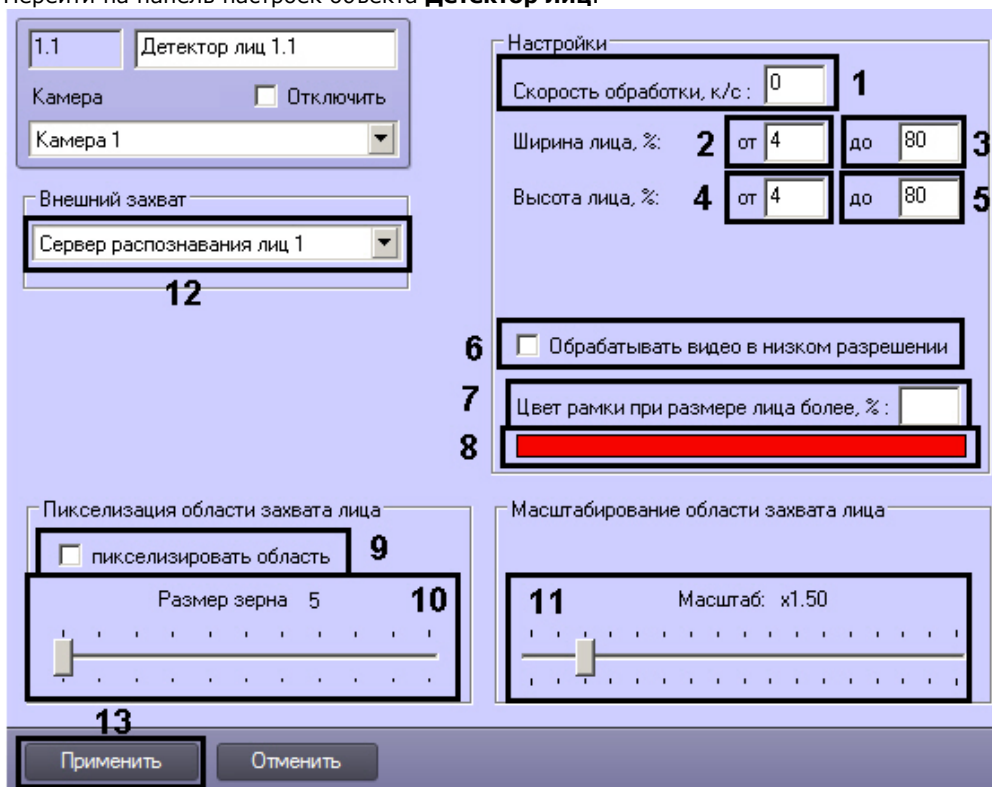 Перейти на панель настроек объекта Детектор лиц.
1.1 Детектор лиц 1.1
Камера Отключить
Камера 1
Внешний захват
Сервер распознавания лиц 1
12
Настройки
Скорость обработки, к/с : 0 1
Ширина лица, %: 2 от 4 до 80 3
Высота лица, %: 4 от 4 до 80 5
6 Обрабатывать видео в низком разрешении
7 Цвет рамки при размере лица более, % :
8
Пикселизация области захвата лица
пикселизировать область 9
Размер зерна 5 10
Масштабирование области захвата лица
11 Масштаб: x1.50
13
Применить Отменить